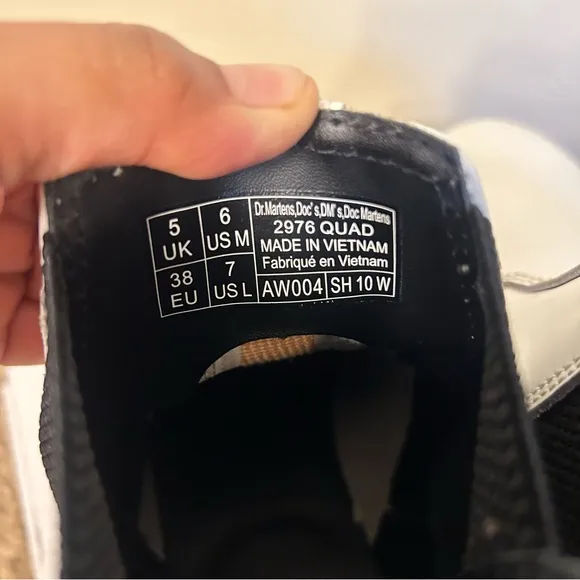 5
UK
6
US M
38
EU
7
US L
Dr.Martens,Doc's,DM's,Doc Martens
2976 QUAD
MADE IN VIETNAM
Fabriqué en Vietnam
AW004
SH 10 W